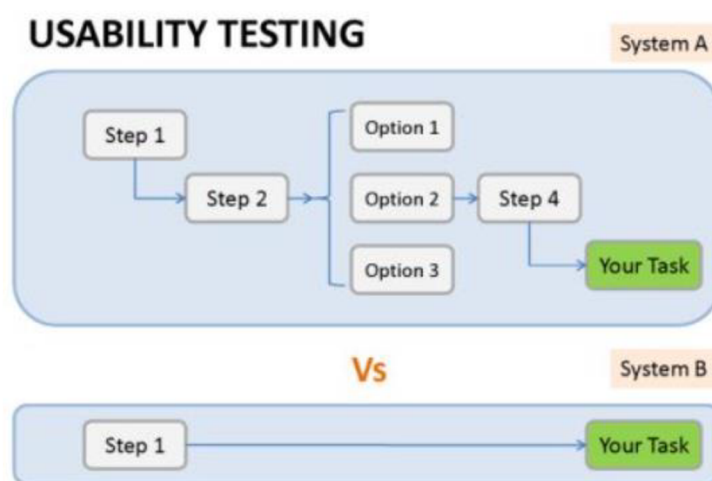 USABILITY TESTING
System A
Step 1
Step 2
Option 1
Option 2
Option 3
Step 4
Your Task
Vs
System B
Step 1
Your Task